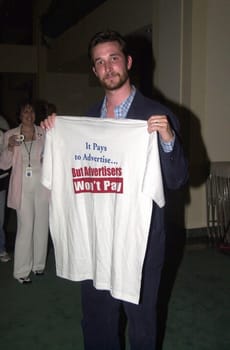 It Pays
to Advertise...
But Advertisers
Won't Pay